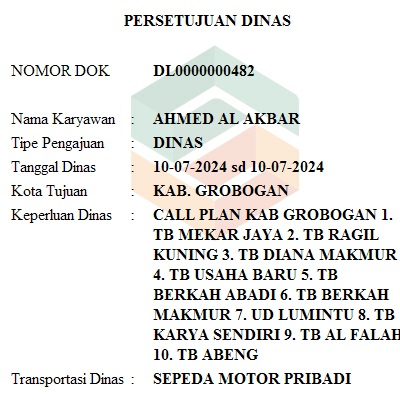 PERSETUJUAN DINAS
NOMOR DOK DL0000000482
Nama Karyawan : AHMED AL AKBAR
Tipe Pengajuan : DINAS
Tanggal Dinas : 10-07-2024 sd 10-07-2024
Kota Tujuan : KAB. GROBOGAN
Keperluan Dinas : CALL PLAN KAB GROBOGAN 1.
TB MEKAR JAYA 2. TB RAGIL
KUNING 3. TB DIANA MAKMUR
4. TB USAHA BARU 5. TB
BERKAH ABADI 6. TB BERKAH
MAKMUR 7. UD LUMINTU 8. TB
KARYA SENDIRI 9. TB AL FALAH
10. TB ABENG
Transportasi Dinas : SEPEDA MOTOR PRIBADI